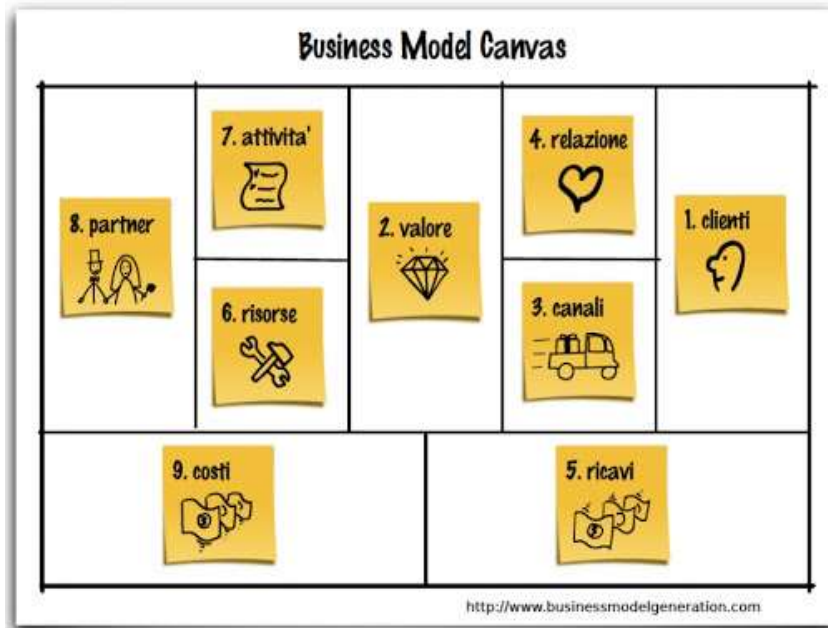 Business Model Canvas
7. attivita'
4. relazione
8. partner
2. valore
1. clienti
6. risorse
3. canali
9. costi
5. ricavi
http://www.businessmodelgeneration.com